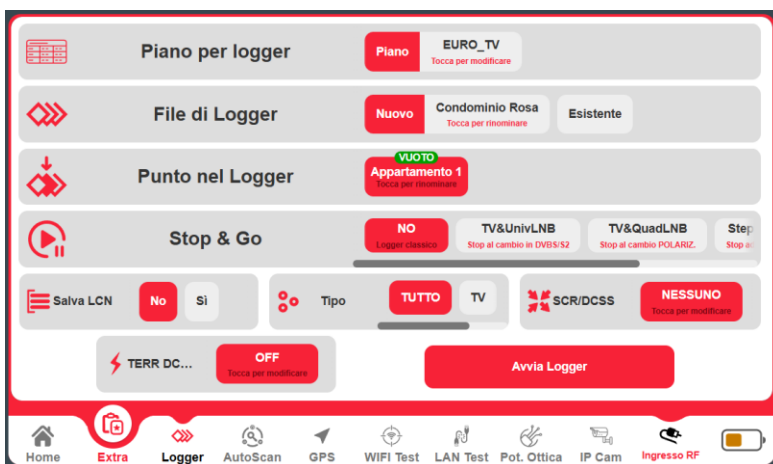 Piano per logger
Piano
EURO_TV
Tocca per modificare
File di Logger
Nuovo
Condominio Rosa
Tocca per rinominare
Esistente
Punto nel Logger
VUOTO
Appartamento 1
Tocca per rinominare
Stop & Go
NO
Logger classico
TV&UnivLNB
Stop al cambio in DVBS/S2
TV&QuadLNB
Stop al cambio POLARIZ.
Step
Stop
Salva LCN
No
Sì
Tipo
TUTTO
TV
SCR/DCSS
NESSUNO
Tocca per modificare
TERR DC...
OFF
Tocca per modificare
Avvia Logger
Home
Extra
Logger
AutoScan
GPS
WIFI Test
LAN Test
Pot. Ottica
IP Cam
Ingresso RF